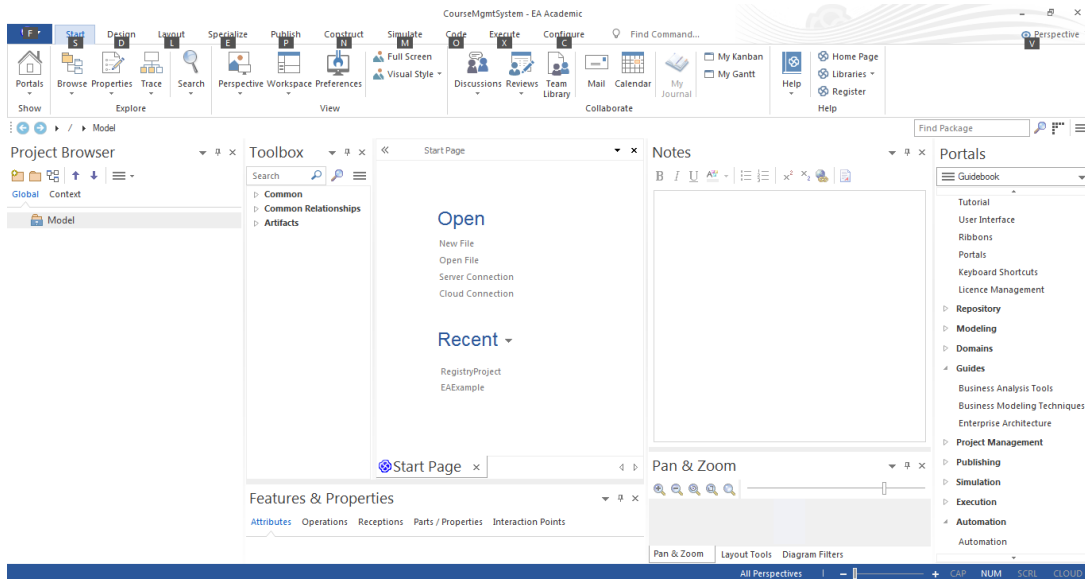 CourseMgmtSystem - EA Academic
Start Design Layout Specialize Publish Construct Simulate Code Execute Configure Find Command... Perspective
F S D L E P N M O X C V
Portals Browse Properties Trace Search Perspective Workspace Preferences Full Screen Visual Style Discussions Reviews Team Library Mail Calendar My Journal My Kanban My Gantt Help Home Page Libraries Register
Show Explore View Collaborate Help
/ Model Find Package
Project Browser
Global Context
Model
Toolbox
Search
Common
Common Relationships
Artifacts
Start Page
Open
New File
Open File
Server Connection
Cloud Connection
Recent
RegistryProject
EAExample
Start Page
Features & Properties
Attributes Operations Receptions Parts / Properties Interaction Points
Notes
B I U
Pan & Zoom
Pan & Zoom Layout Tools Diagram Filters
Portals
Guidebook
Tutorial
User Interface
Ribbons
Portals
Keyboard Shortcuts
Licence Management
Repository
Modeling
Domains
Guides
Business Analysis Tools
Business Modeling Techniques
Enterprise Architecture
Project Management
Publishing
Simulation
Execution
Automation
Automation
All Perspectives CAP NUM SCRL CLOUD